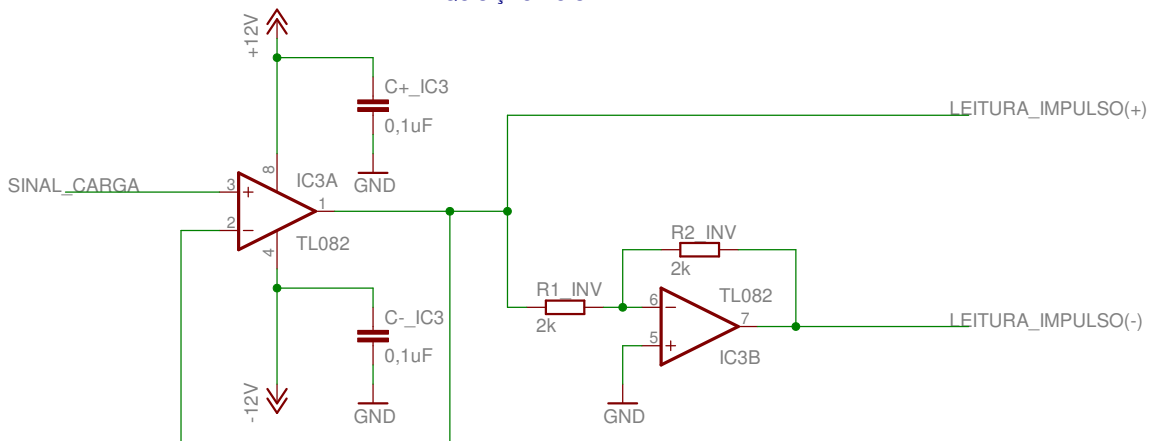 +12V
C+_IC3
0,1uF
GND
LEITURA_IMPULSO(+)
SINAL_CARGA
3
2
8
4
1
IC3A
TL082
C-_IC3
0,1uF
GND
-12V
R1_INV
2k
R2_INV
2k
6
5
7
TL082
IC3B
GND
LEITURA_IMPULSO(-)